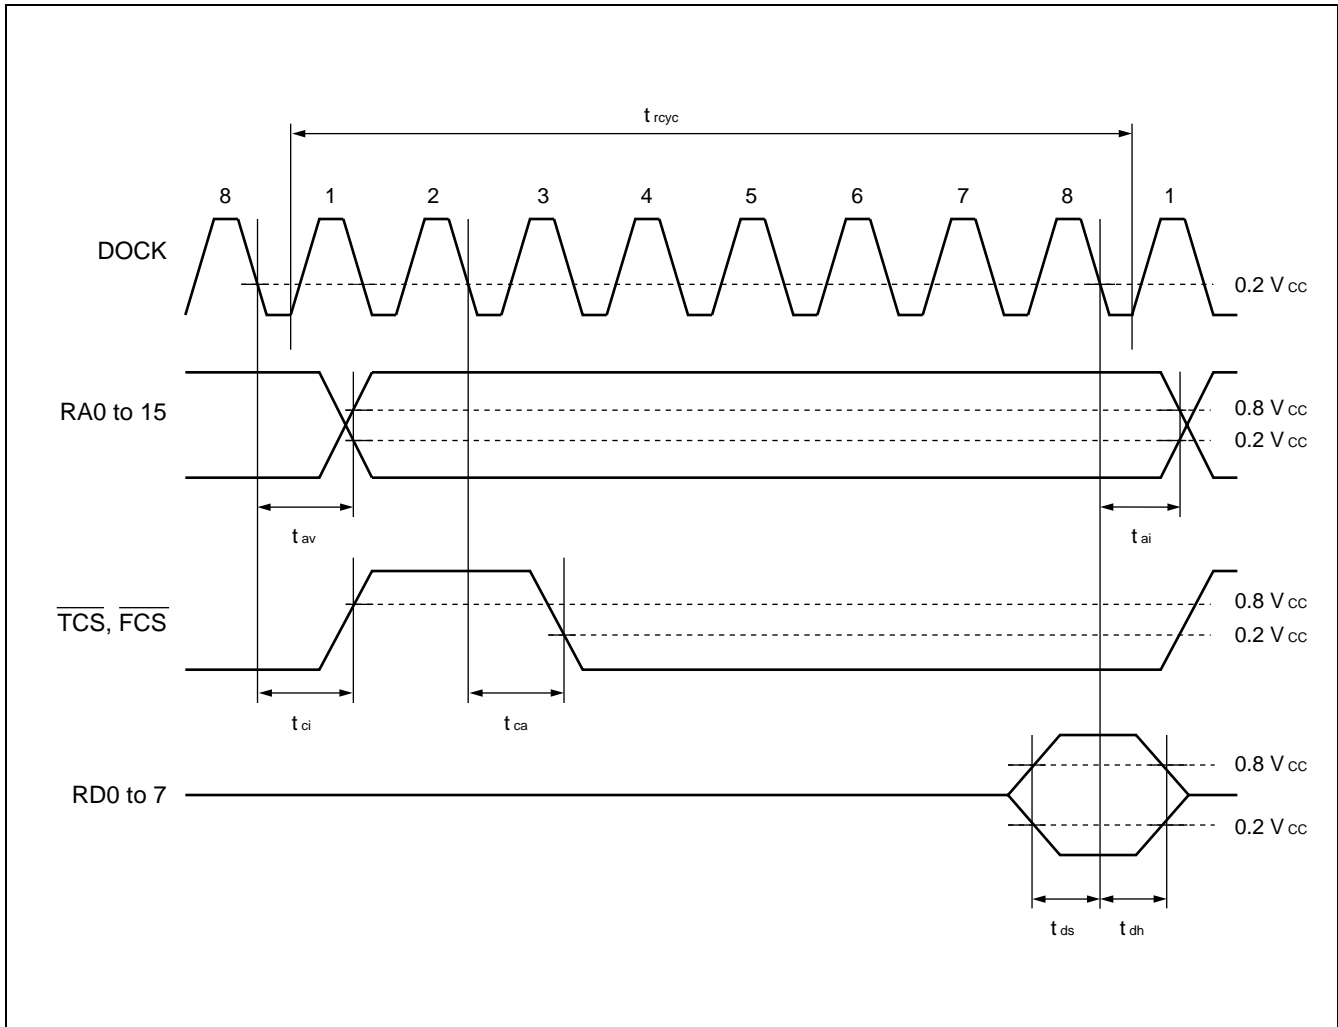 t rcyc
8 1 2 3 4 5 6 7 8 1
DOCK
0.2 V CC
RA0 to 15
0.8 V CC
0.2 V CC
t av
t ai
TCS, FCS
0.8 V CC
0.2 V CC
t ci
t ca
RD0 to 7
0.8 V CC
0.2 V CC
t ds
t dh